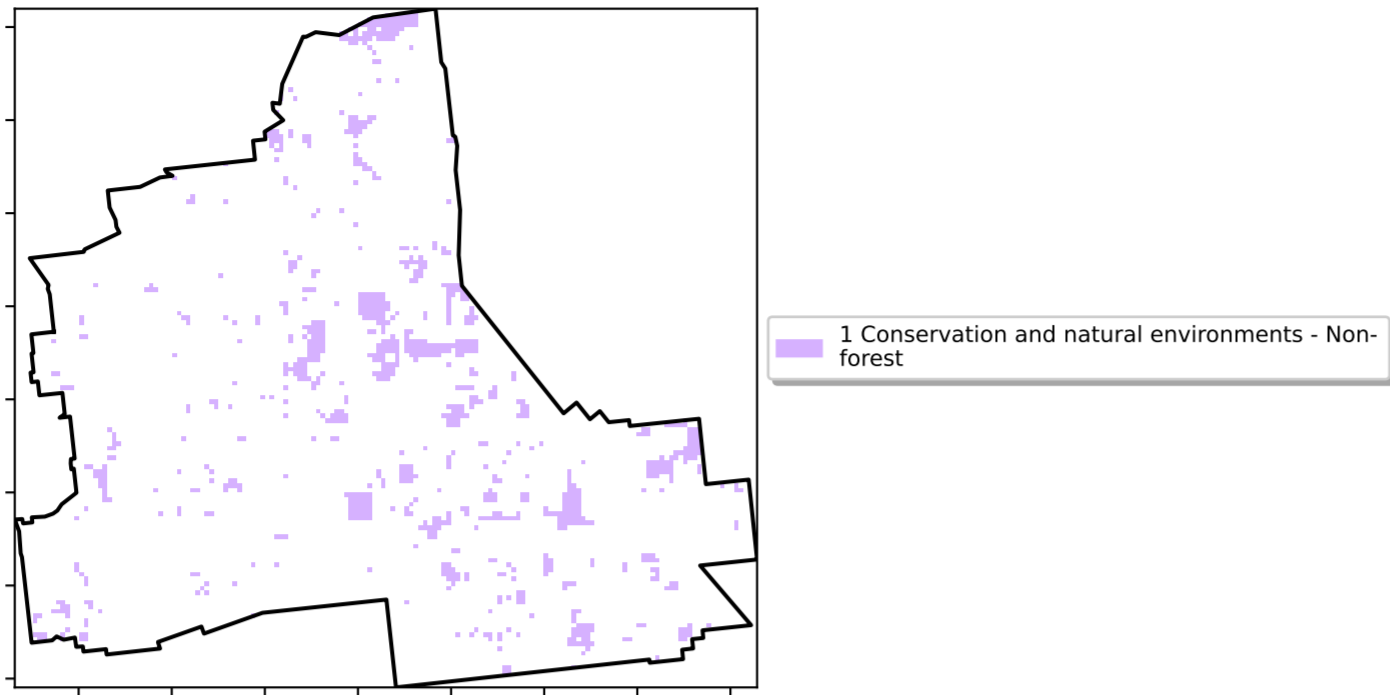 1 Conservation and natural environments - Non-
forest